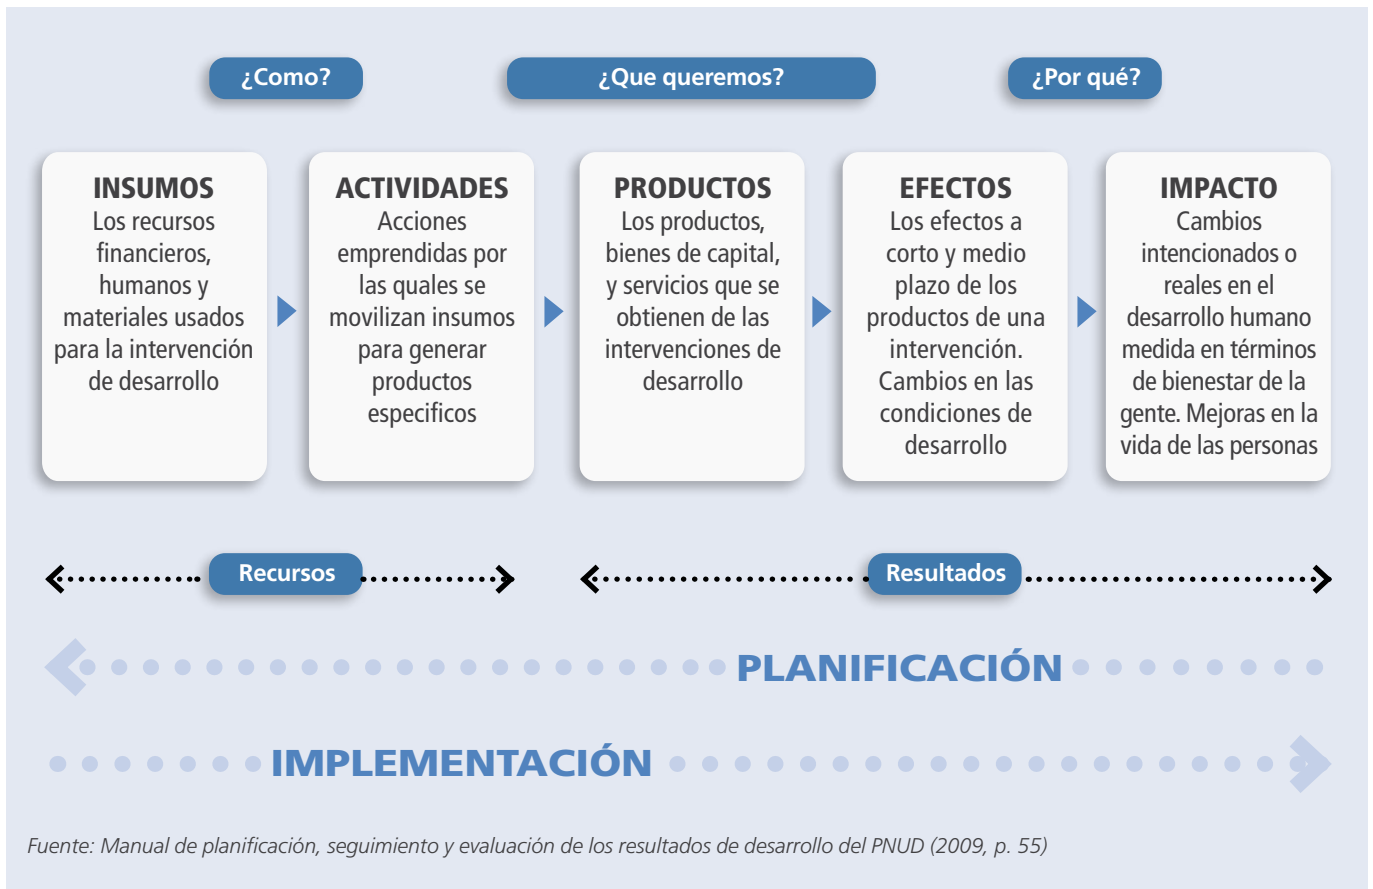 ¿Como?
¿Que queremos?
¿Por qué?
INSUMOS
Los recursos
financieros,
humanos y
materiales usados
para la intervención
de desarrollo
ACTIVIDADES
Acciones
emprendidas por
las quales se
movilizan insumos
para generar
productos
especificos
PRODUCTOS
Los productos,
bienes de capital,
y servicios que se
obtienen de las
intervenciones de
desarrollo
EFECTOS
Los efectos a
corto y medio
plazo de los
productos de una
intervención.
Cambios en las
condiciones de
desarrollo
IMPACTO
Cambios
intencionados o
reales en el
desarrollo humano
medida en términos
de bienestar de la
gente. Mejoras en la
vida de las personas
Recursos
Resultados
PLANIFICACIÓN
IMPLEMENTACIÓN
Fuente: Manual de planificación, seguimiento y evaluación de los resultados de desarrollo del PNUD (2009, p. 55)